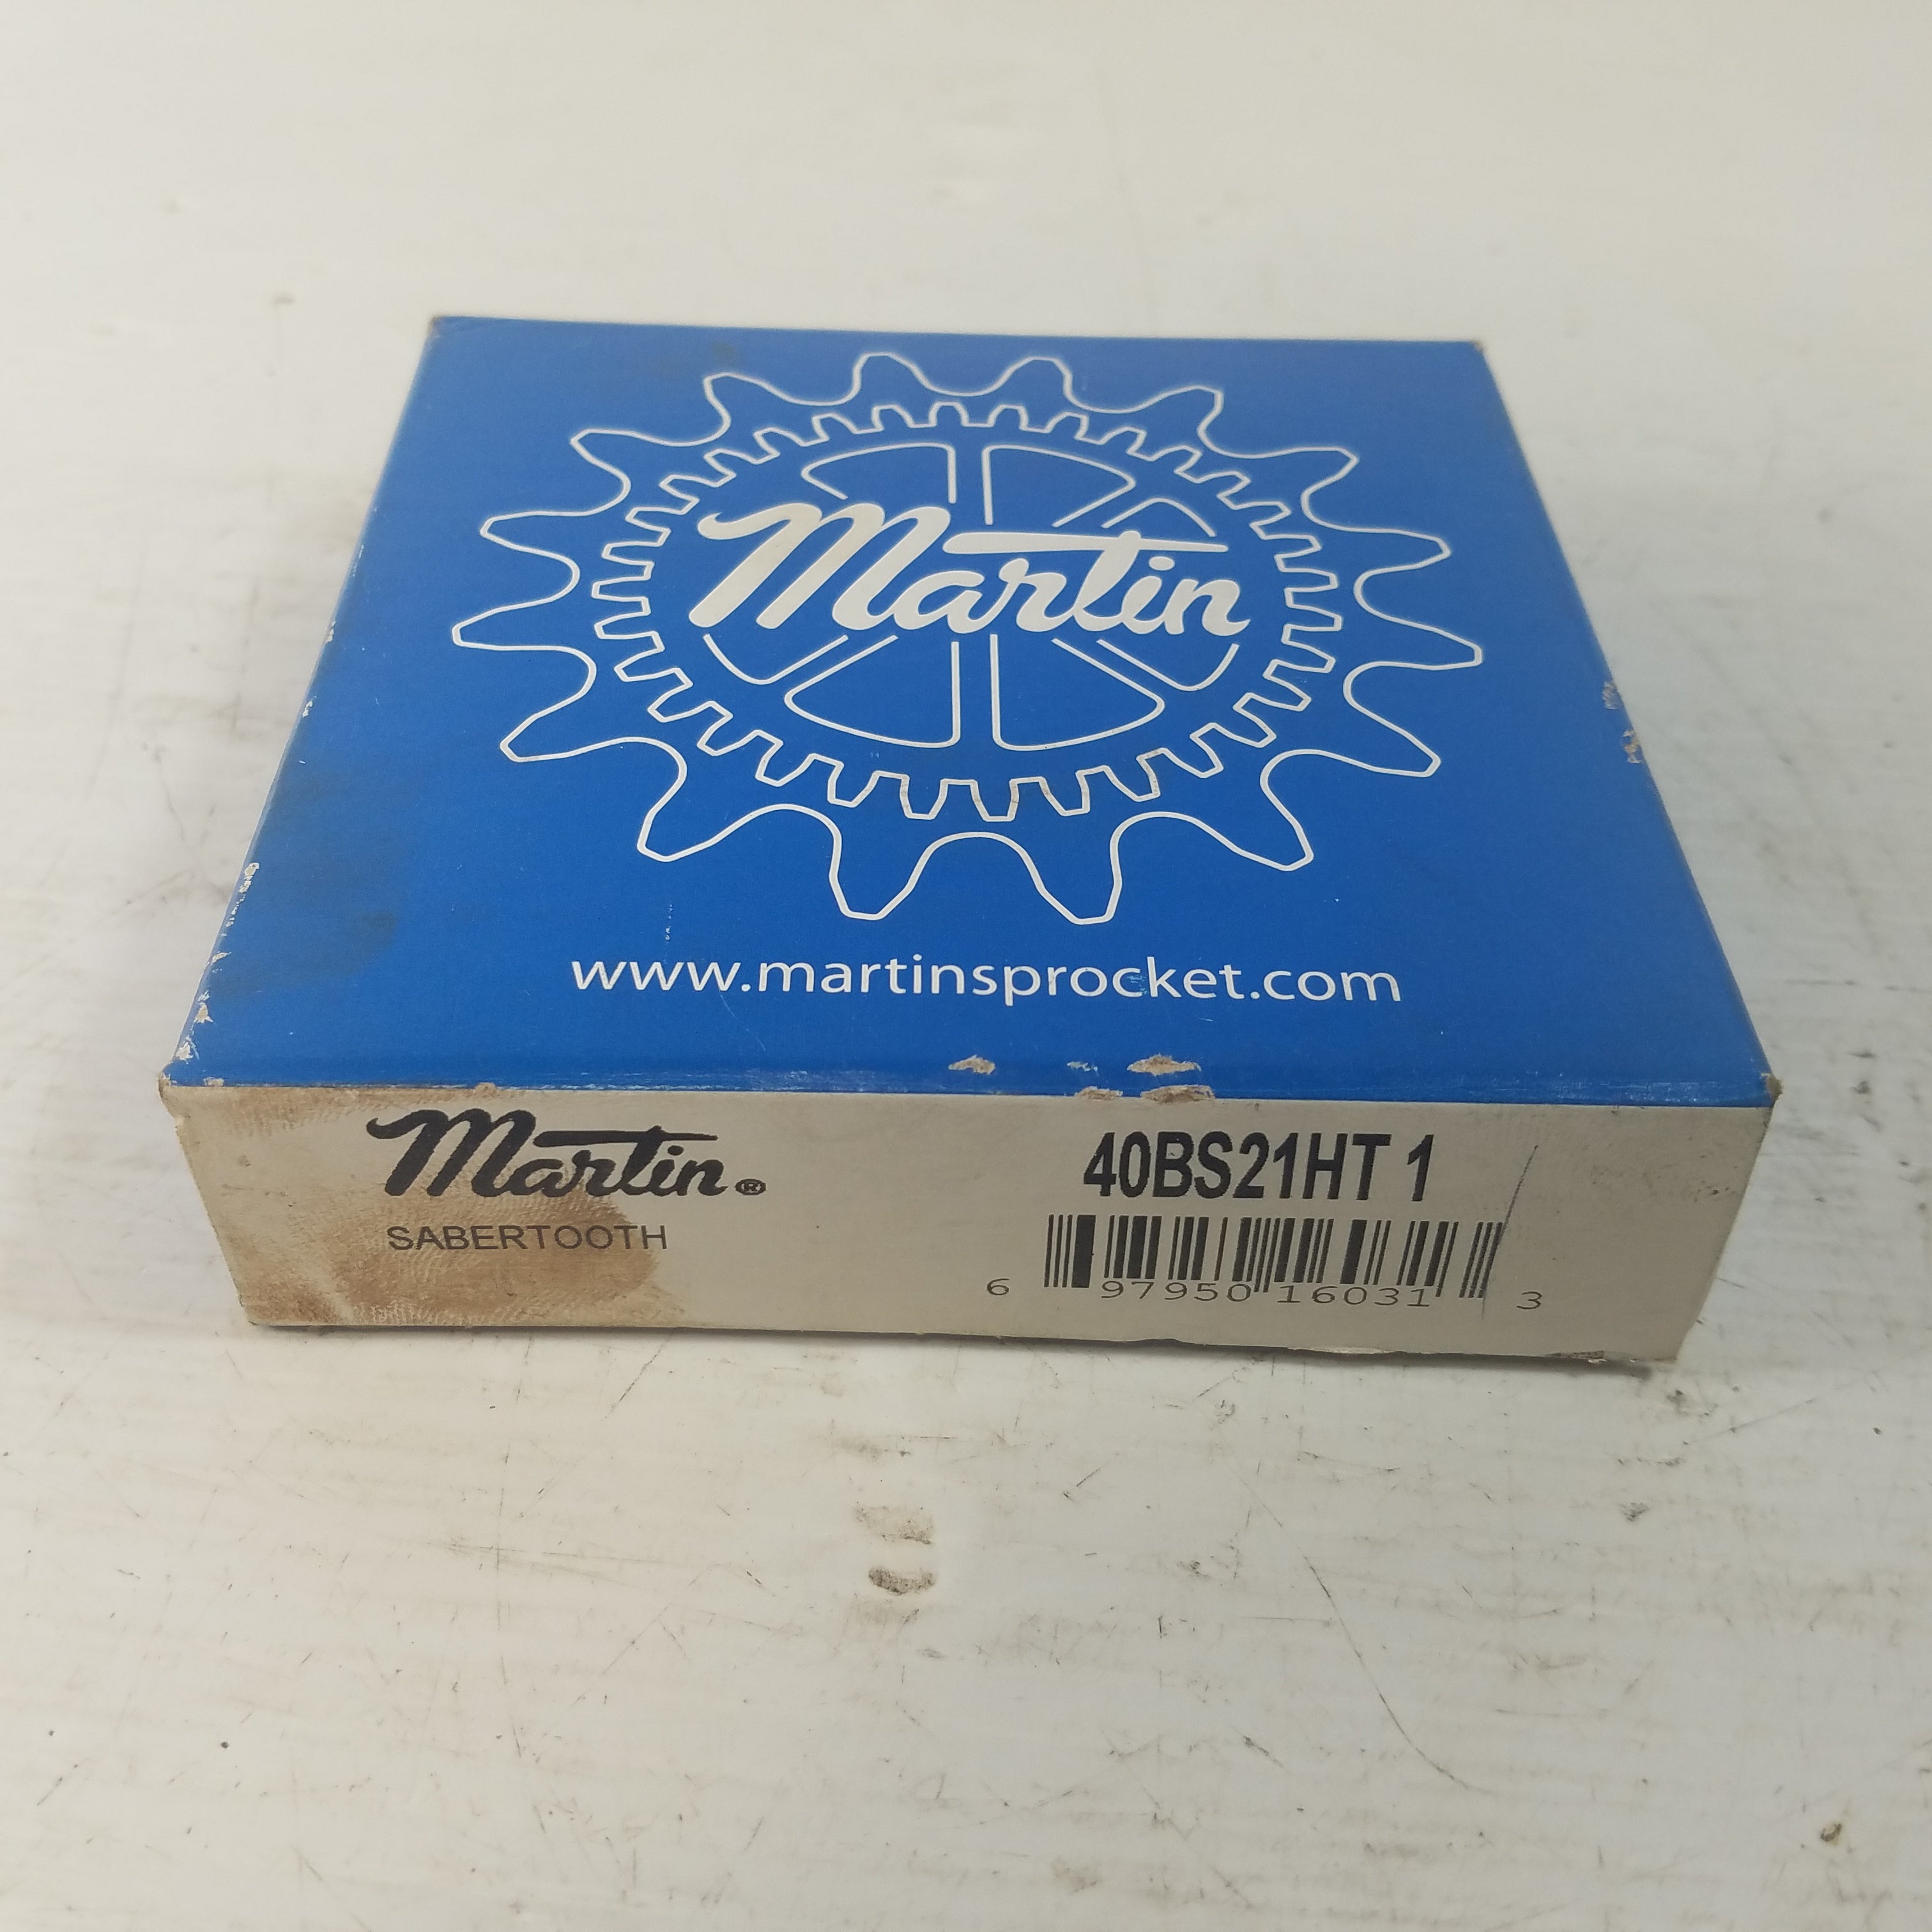 Martin
www.martinsprocket.com
Martin®
SABERTOOTH
40BS21HT 1
6 97950 16031 3